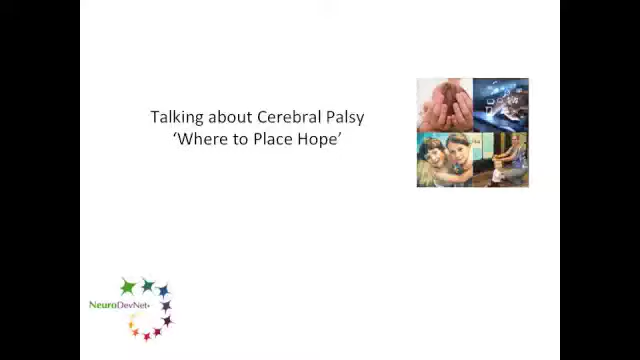 Talking about Cerebral Palsy
‘Where to Place Hope’
NeuroDevNet